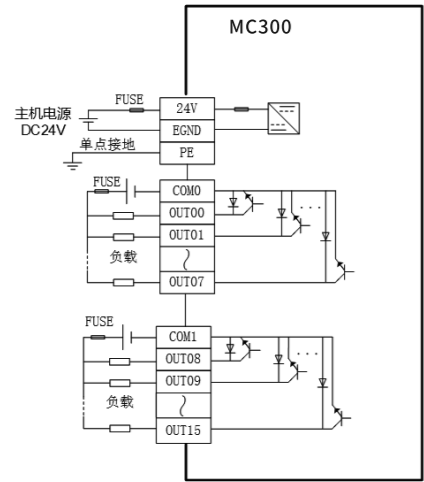 MC300
FUSE
24V
主机电源
DC24V
EGND
单点接地
PE
FUSE
COM0
OUT00
OUT01
负载
OUT07
FUSE
COM1
OUT08
OUT09
负载
OUT15